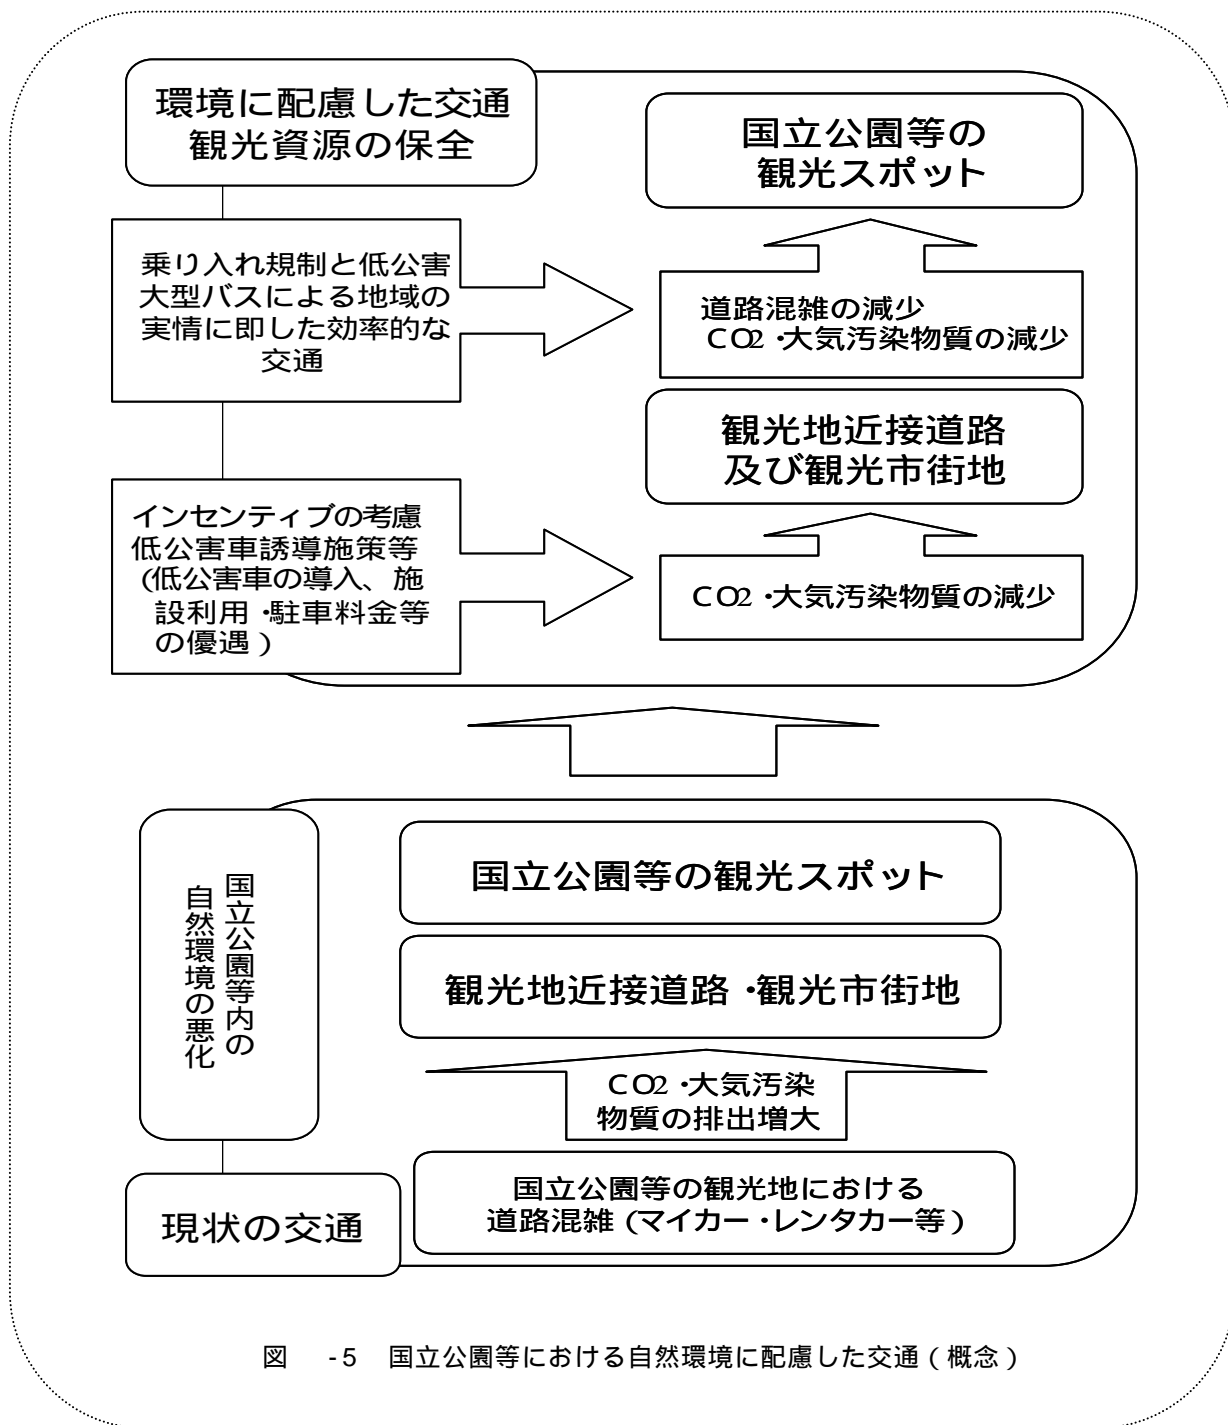 環境に配慮した交通
観光資源の保全
国立公園等の
観光スポット
乗り入れ規制と低公害
大型バスによる地域の
実情に即した効率的な
交通
道路混雑の減少
CO2・大気汚染物質の減少
観光地近接道路
及び観光市街地
インセンティブの考慮
低公害車誘導施策等
(低公害車の導入、施
設利用・駐車料金等
の優遇)
CO2・大気汚染物質の減少
国立公園等内の
自然環境の悪化
国立公園等の観光スポット
観光地近接道路・観光市街地
CO2・大気汚染
物質の排出増大
現状の交通
国立公園等の観光地における
道路混雑(マイカー・レンタカー等)
図 -5 国立公園等における自然環境に配慮した交通(概念)